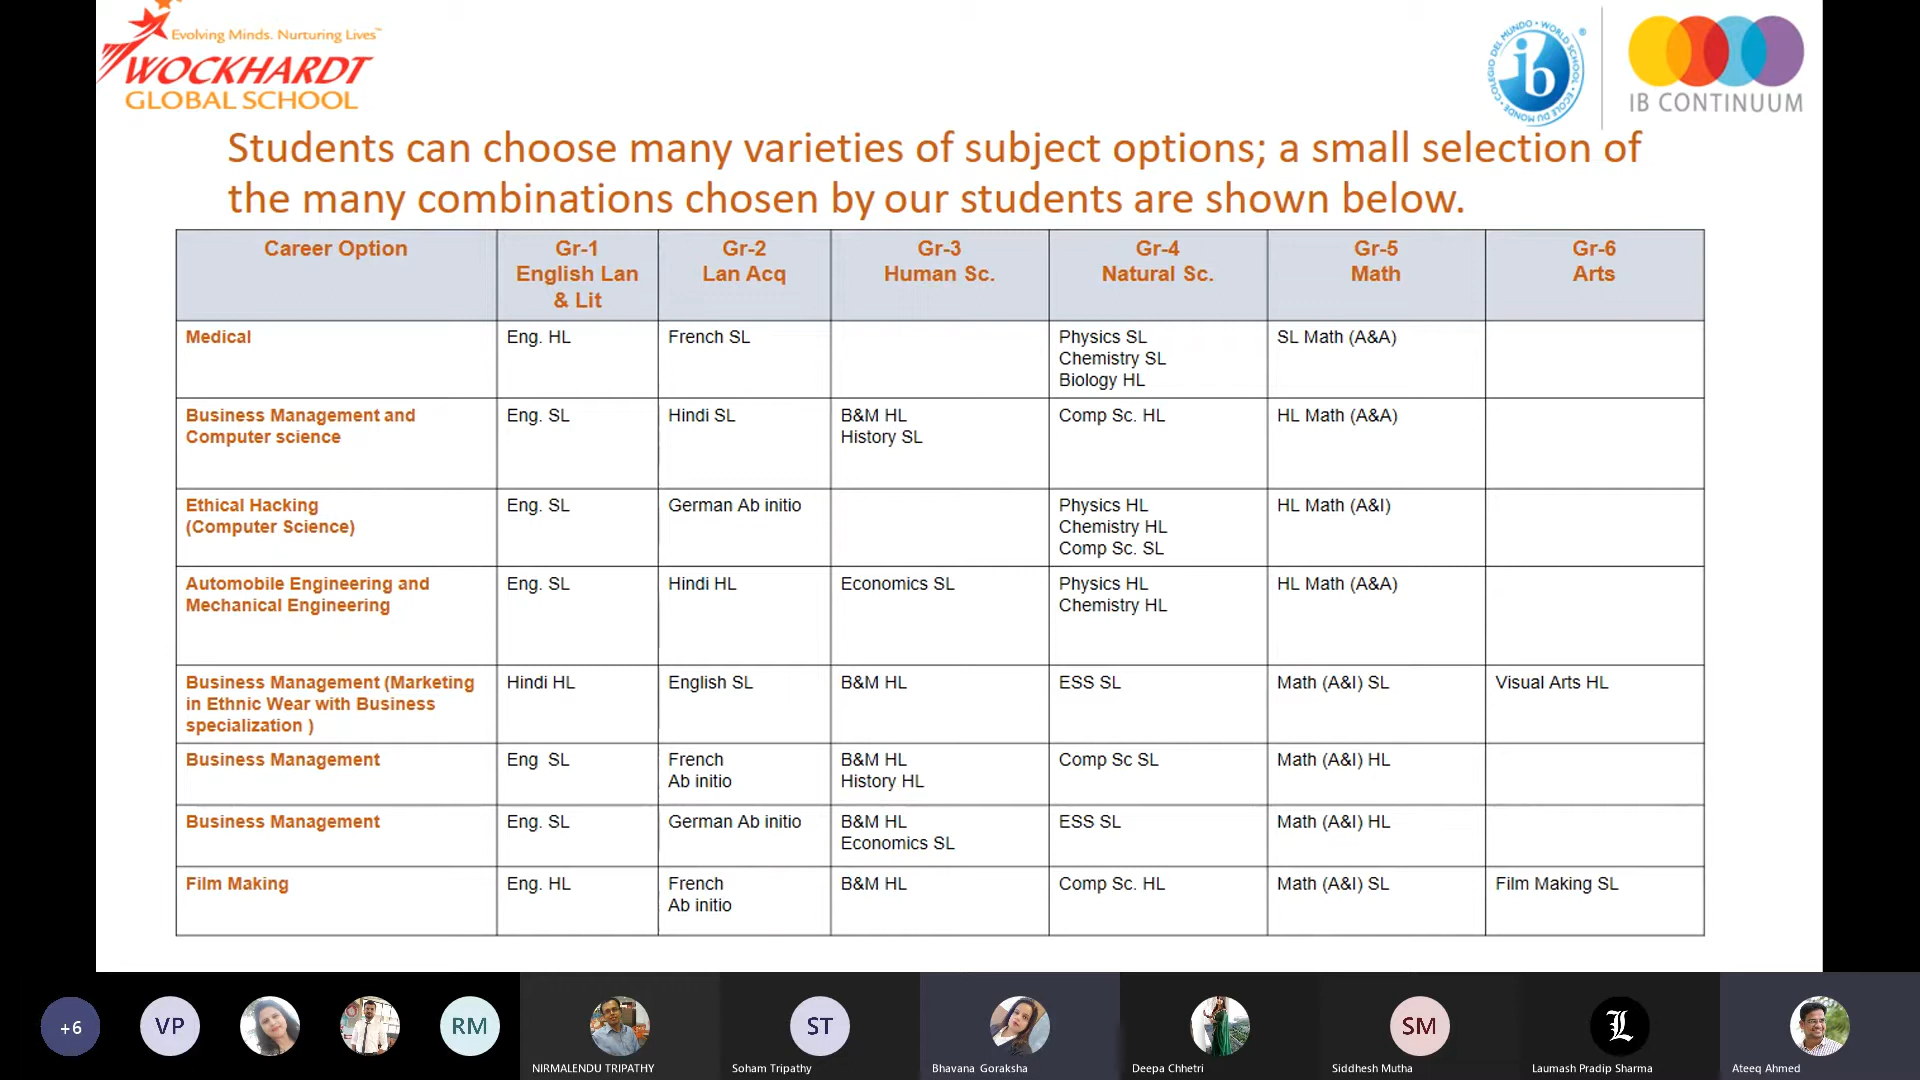 Evolving Minds. Nurturing Lives™
WOCKHARDT
GLOBAL SCHOOL
COLEGIO DEL MUNDO · WORLD SCHOOL · ECOLE DU MONDE ·
ib
®
IB CONTINUUM
Students can choose many varieties of subject options; a small selection of
the many combinations chosen by our students are shown below.
Career Option
Gr-1
English Lan
& Lit
Gr-2
Lan Acq
Gr-3
Human Sc.
Gr-4
Natural Sc.
Gr-5
Math
Gr-6
Arts
Medical
Eng. HL
French SL
Physics SL
Chemistry SL
Biology HL
SL Math (A&A)
Business Management and
Computer science
Eng. SL
Hindi SL
B&M HL
History SL
Comp Sc. HL
HL Math (A&A)
Ethical Hacking
(Computer Science)
Eng. SL
German Ab initio
Physics HL
Chemistry HL
Comp Sc. SL
HL Math (A&I)
Automobile Engineering and
Mechanical Engineering
Eng. SL
Hindi HL
Economics SL
Physics HL
Chemistry HL
HL Math (A&A)
Business Management (Marketing
in Ethnic Wear with Business
specialization )
Hindi HL
English SL
B&M HL
ESS SL
Math (A&I) SL
Visual Arts HL
Business Management
Eng  SL
French
Ab initio
B&M HL
History HL
Comp Sc SL
Math (A&I) HL
Business Management
Eng. SL
German Ab initio
B&M HL
Economics SL
ESS SL
Math (A&I) HL
Film Making
Eng. HL
French
Ab initio
B&M HL
Comp Sc. HL
Math (A&I) SL
Film Making SL
+6
VP
RM
NIRMALENDU TRIPATHY
ST
Soham Tripathy
Bhavana Goraksha
Deepa Chhetri
SM
Siddhesh Mutha
L
Laumash Pradip Sharma
Ateeq Ahmed